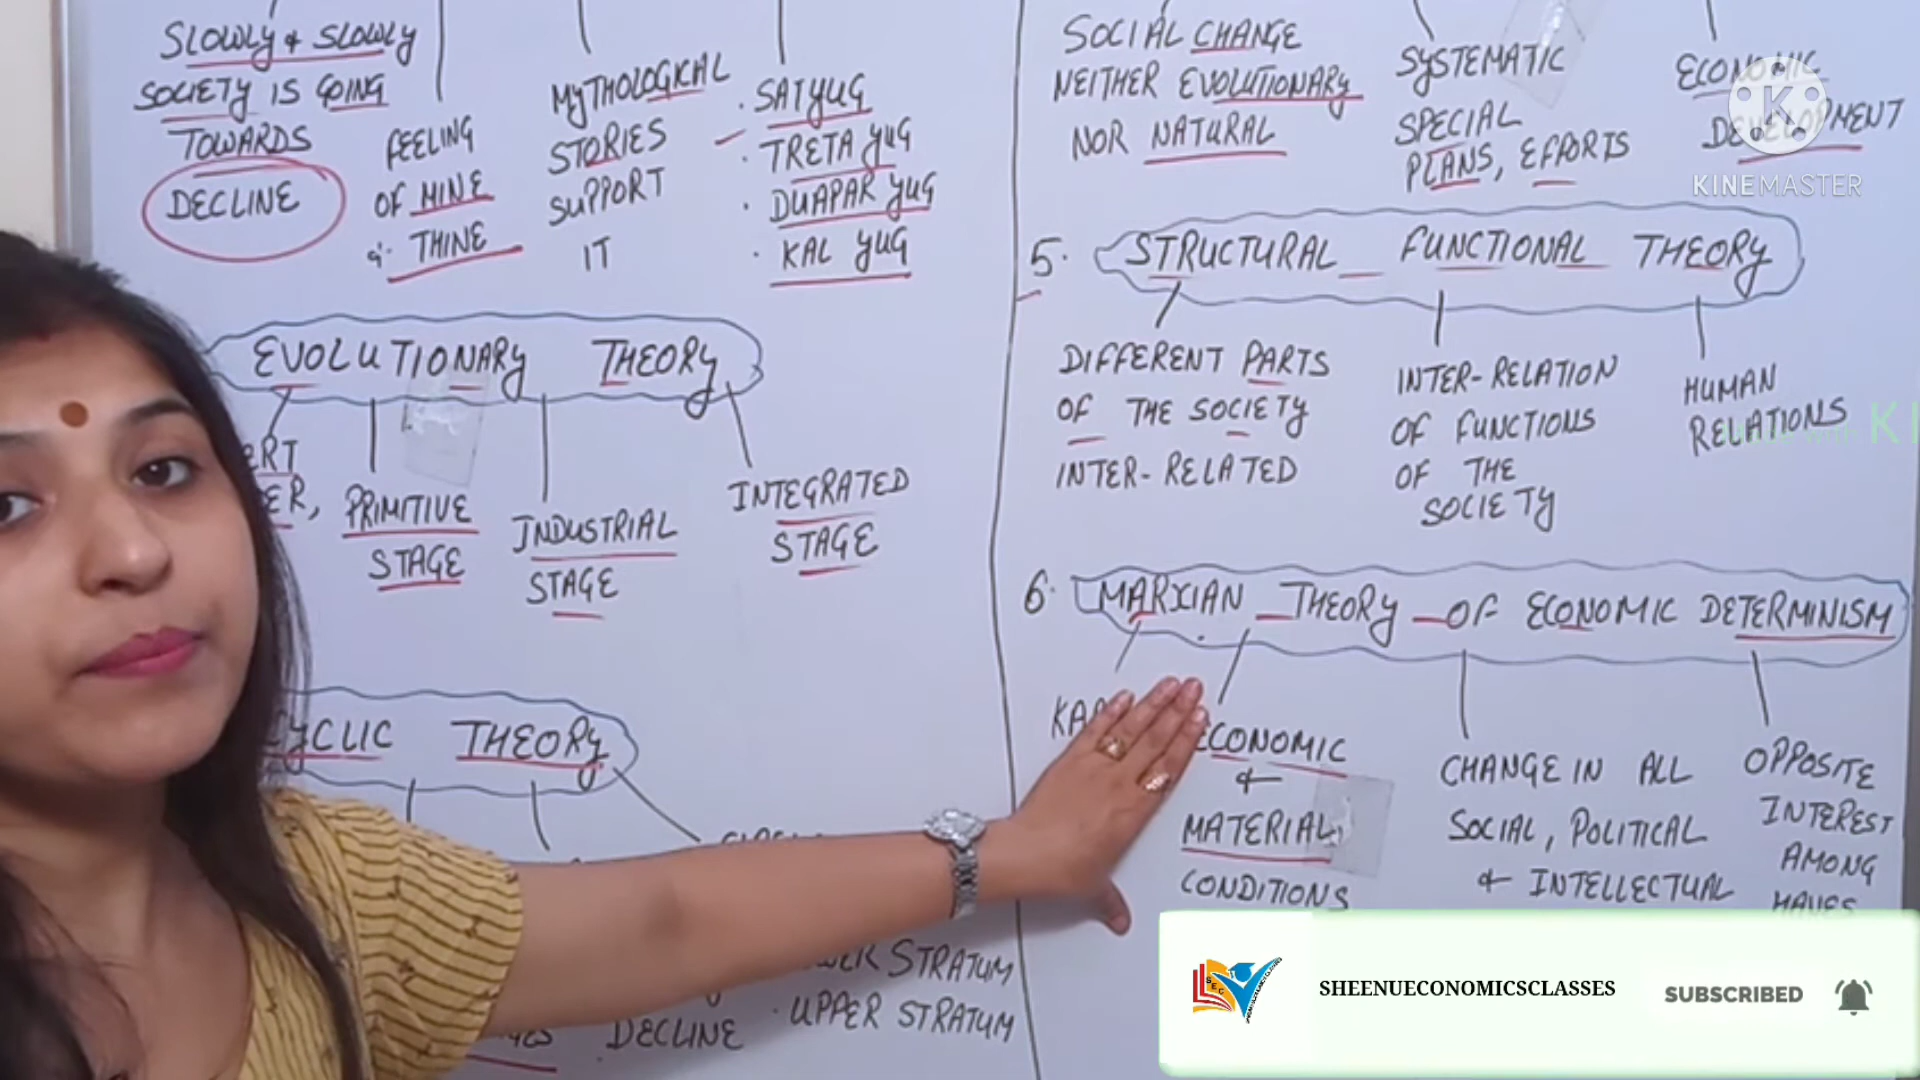 SLOWLY & SLOWLY
SOCIETY IS GOING
TOWARDS
DECLINE
FEELING
OF MINE
& THINE
MYTHOLOGICAL
STORIES
SUPPORT
IT
. SATYUG
. TRETA YUG
. DUAPAR YUG
. KAL YUG
EVOLUTIONARY THEORY
PRIMITIVE
STAGE
INDUSTRIAL
STAGE
INTEGRATED
STAGE
CYCLIC THEORY
DECLINE
STRATUM
. UPPER STRATUM
SOCIAL CHANGE
NEITHER EVOLUTIONARY
NOR NATURAL
SYSTEMATIC
SPECIAL
PLANS, EFFORTS
ECONOMIC
DEVELOPMENT
KINEMASTER
5. STRUCTURAL FUNCTIONAL THEORY
DIFFERENT PARTS
OF THE SOCIETY
INTER-RELATED
INTER-RELATION
OF FUNCTIONS
OF THE
SOCIETY
HUMAN
RELATIONS
6. MARXIAN THEORY OF ECONOMIC DETERMINISM
ECONOMIC
&
MATERIAL
CONDITIONS
CHANGE IN ALL
SOCIAL, POLITICAL
& INTELLECTUAL
OPPOSITE
INTEREST
AMONG
HAVES
SHEENUECONOMICSCLASSES
SUBSCRIBED